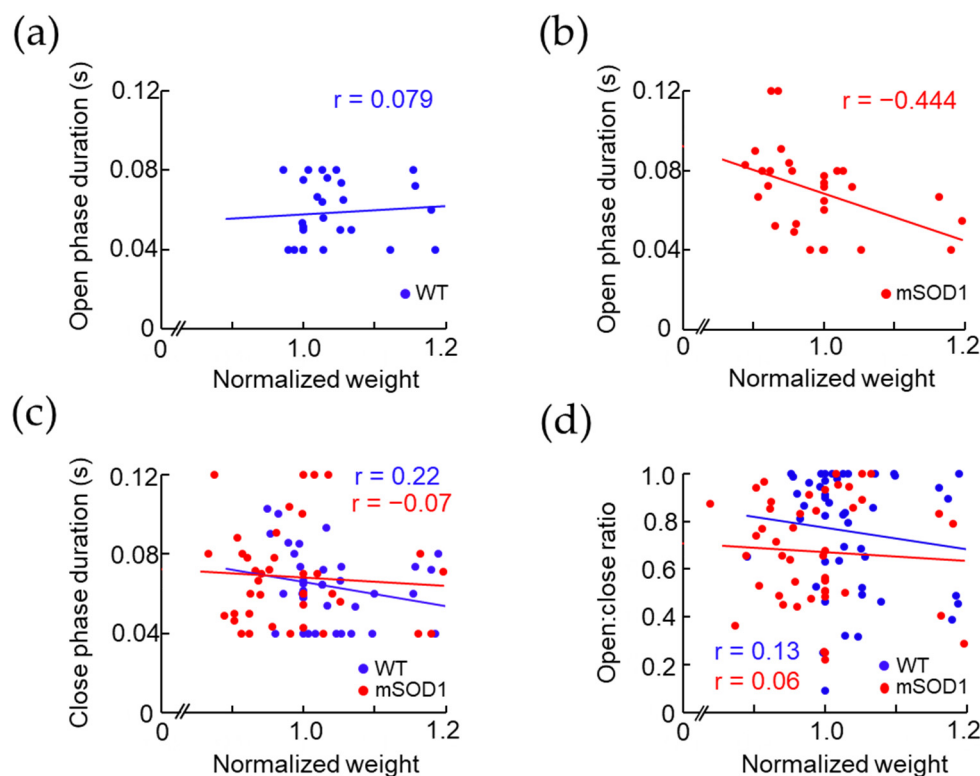 (a)
Open phase duration (s)
0.12
0.08
0.04
0
r = 0.079
WT
0
1.0
1.2
Normalized weight
(b)
Open phase duration (s)
0.12
0.08
0.04
0
r = −0.444
mSOD1
0
1.0
1.2
Normalized weight
(c)
Close phase duration (s)
0.12
0.08
0.04
0
r = 0.22
r = −0.07
WT
mSOD1
0
1.0
1.2
Normalized weight
(d)
Open:close ratio
1.0
0.8
0.6
0.4
0.2
0
r = 0.13
r = 0.06
WT
mSOD1
0
1.0
1.2
Normalized weight